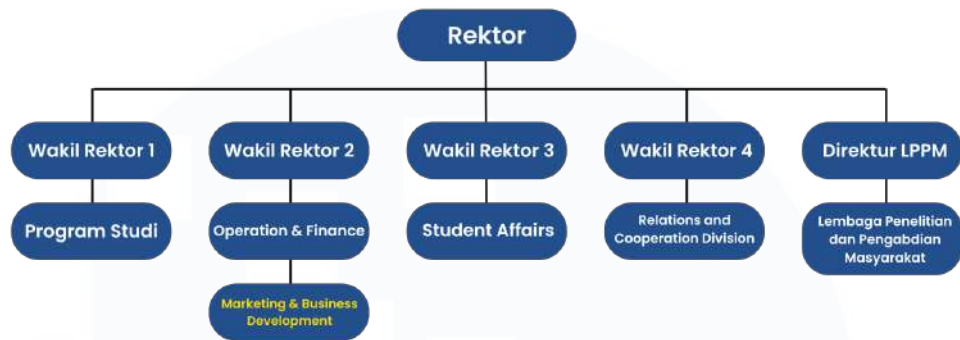 Rektor
Wakil Rektor 1
Wakil Rektor 2
Wakil Rektor 3
Wakil Rektor 4
Direktur LPPM
Program Studi
Operation & Finance
Student Affairs
Relations and
Cooperation Division
Lembaga Penelitian
dan Pengabdian
Masyarakat
Marketing & Business
Development